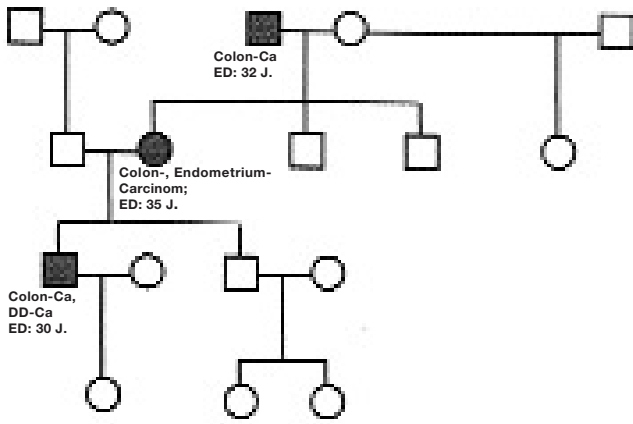 Colon-Ca
ED: 32 J.
Colon-, Endometrium-
Carcinom;
ED: 35 J.
Colon-Ca,
DD-Ca
ED: 30 J.